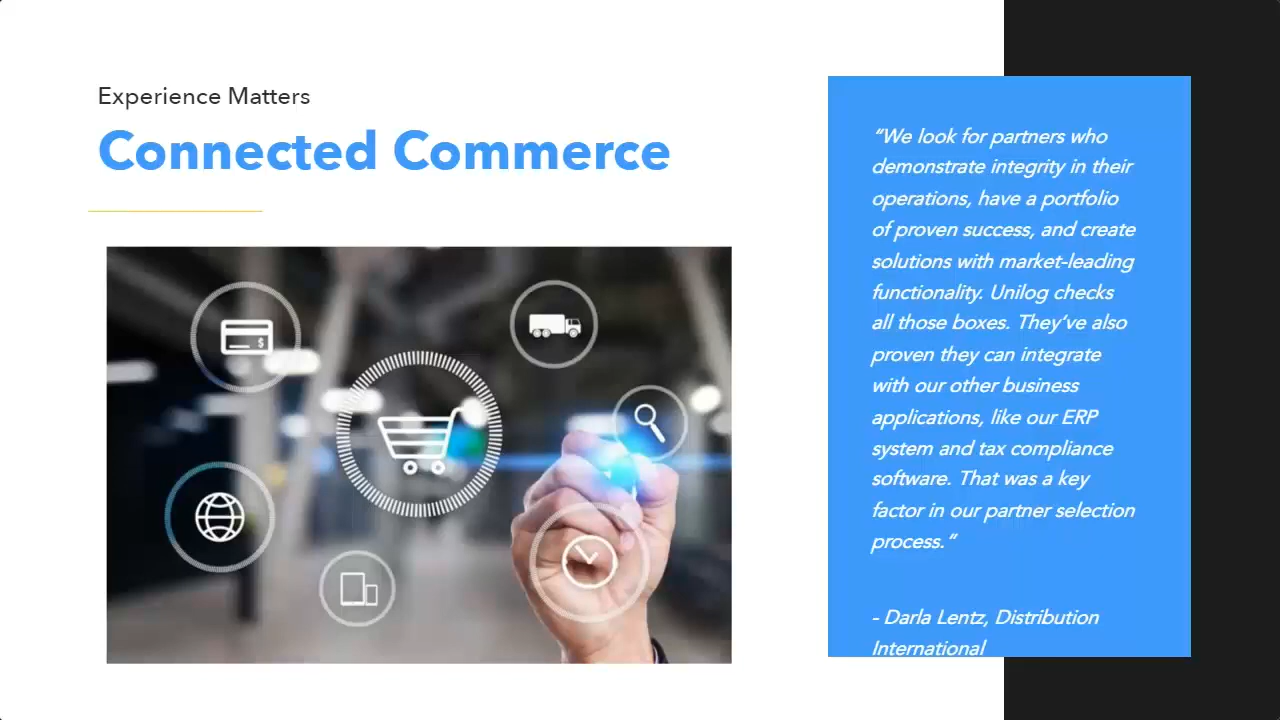 Experience Matters
Connected Commerce
“We look for partners who
demonstrate integrity in their
operations, have a portfolio
of proven success, and create
solutions with market-leading
functionality. Unilog checks
all those boxes. They’ve also
proven they can integrate
with our other business
applications, like our ERP
system and tax compliance
software. That was a key
factor in our partner selection
process.“
- Darla Lentz, Distribution
International
$